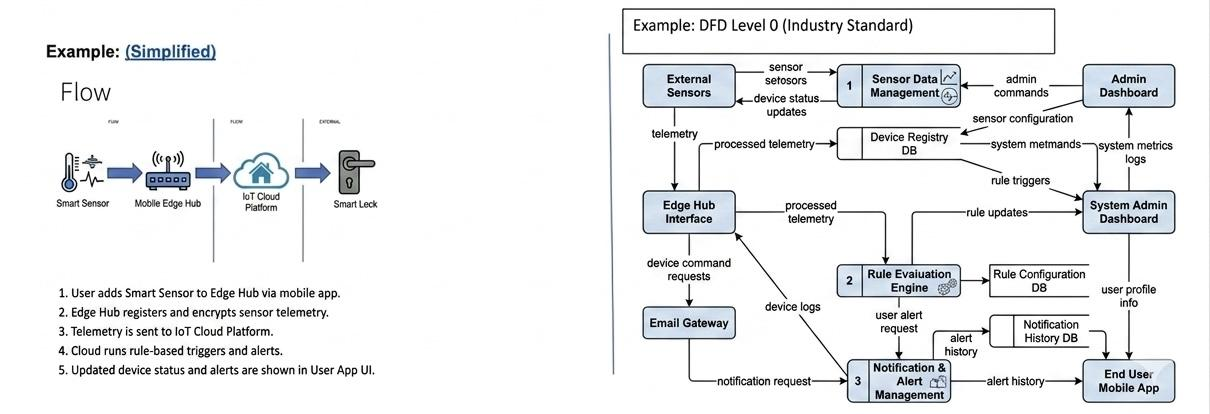 Example: (Simplified)
Flow
FLOW
EXTERNAL
Smart Sensor
Mobile Edge Hub
IoT Cloud
Platform
Smart Leck
1. User adds Smart Sensor to Edge Hub via mobile app.
2. Edge Hub registers and encrypts sensor telemetry.
3. Telemetry is sent to IoT Cloud Platform.
4. Cloud runs rule-based triggers and alerts.
5. Updated device status and alerts are shown in User App UI.
Example: DFD Level 0 (Industry Standard)
External
Sensors
sensor
setosors
device status
updates
1
Sensor Data
Management
admin
commands
Admin
Dashboard
sensor configuration
telemetry
processed telemetry
Device Registry
DB
system metmands
system metrics
logs
rule triggers
Edge Hub
Interface
processed
telemetry
rule updates
System Admin
Dashboard
device command
requests
device logs
2
Rule Evaiuation
Engine
Rule Configuration
DB
user profile
info
user alert
request
Email Gateway
alert
history
Notification
History DB
notification request
3
Notification &
Alert
Management
alert history
End User
Mobile App